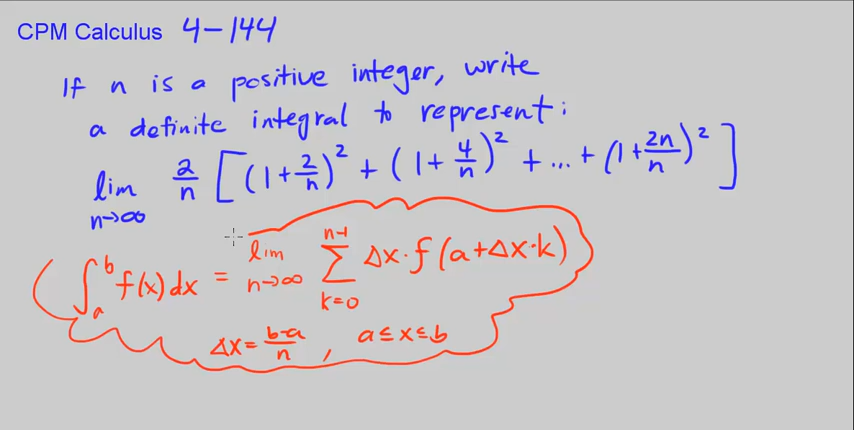 CPM Calculus 4-144
If n is a positive integer, write
a definite integral to represent:
lim n→∞ 2/n [(1+2/n)² + (1+4/n)² + ... + (1+2n/n)²]
∫ₐᵇ f(x)dx = lim n→∞ Σ k=0 n-1 Δx·f(a+Δx·k)
Δx = b-a/n , a≤x≤b